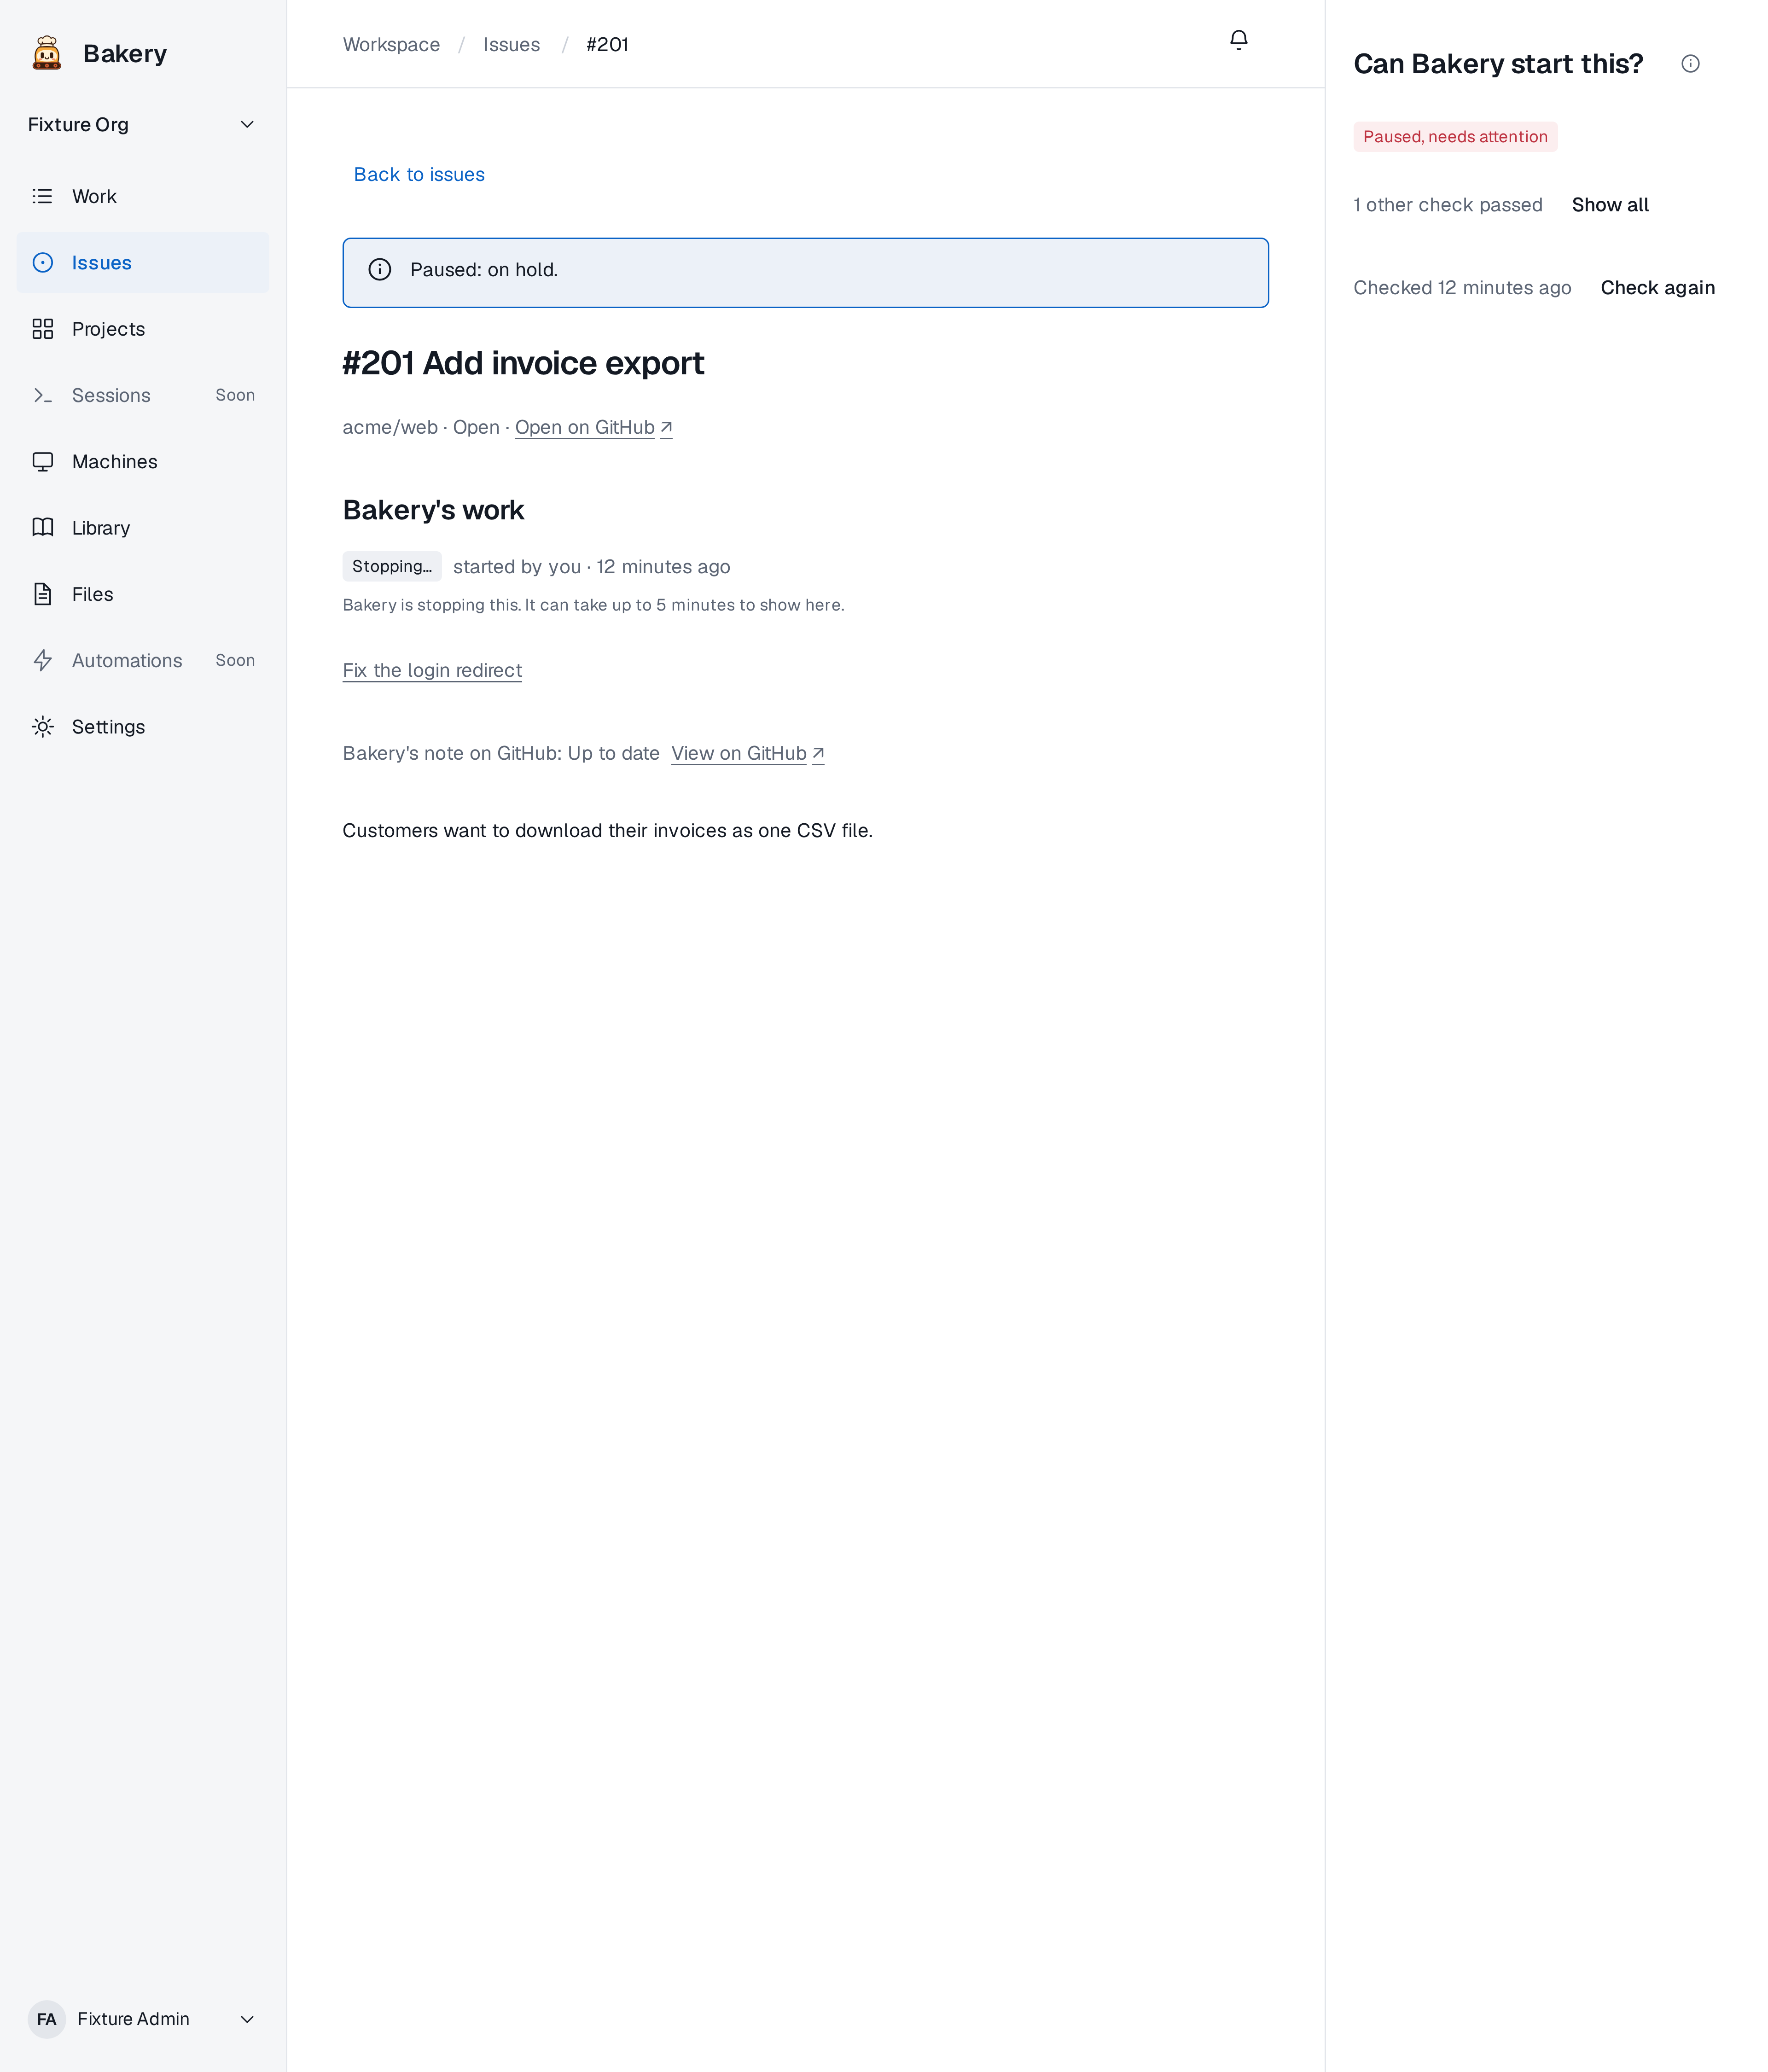 Bakery
Fixture Org
Work
Issues
Projects
Sessions Soon
Machines
Library
Files
Automations Soon
Settings
FA Fixture Admin
Workspace / Issues / #201
Back to issues
Paused: on hold.
#201 Add invoice export
acme/web · Open · Open on GitHub ↗
Bakery's work
Stopping... started by you · 12 minutes ago
Bakery is stopping this. It can take up to 5 minutes to show here.
Fix the login redirect
Bakery's note on GitHub: Up to date View on GitHub ↗
Customers want to download their invoices as one CSV file.
Can Bakery start this?
Paused, needs attention
1 other check passed Show all
Checked 12 minutes ago Check again